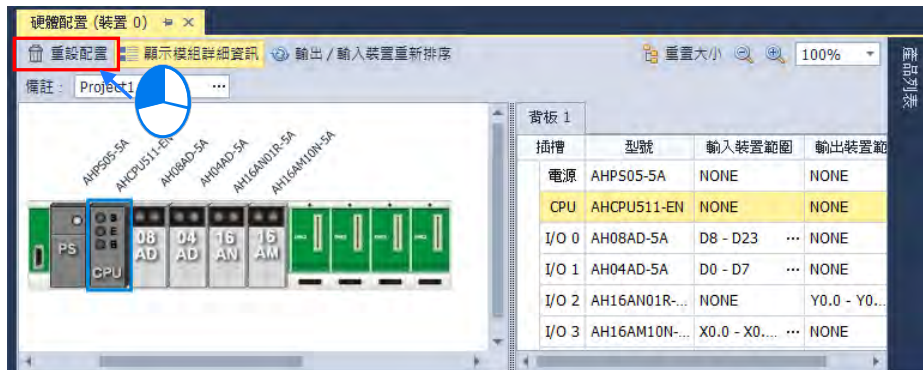 硬體配置 (裝置 0)
重設配置 顯示模組詳細資訊 輸出/輸入裝置重新排序 重置大小 100%
產品列表
備註： Project1 ...
AHPS05-5A
AHCPU511-EN
AH08AD-5A
AH04AD-5A
AH16AN01R-5A
AH16AM10N-5A
PS
CPU
08 AD
04 AD
16 AN
16 AM
背板 1
插槽 型號 輸入裝置範圍 輸出裝置範
電源 AHPS05-5A NONE NONE
CPU AHCPU511-EN NONE NONE
I/O 0 AH08AD-5A D8 - D23 ... NONE
I/O 1 AH04AD-5A D0 - D7 ... NONE
I/O 2 AH16AN01R-... NONE Y0.0 - Y0...
I/O 3 AH16AM10N-... X0.0 - X0.... ... NONE